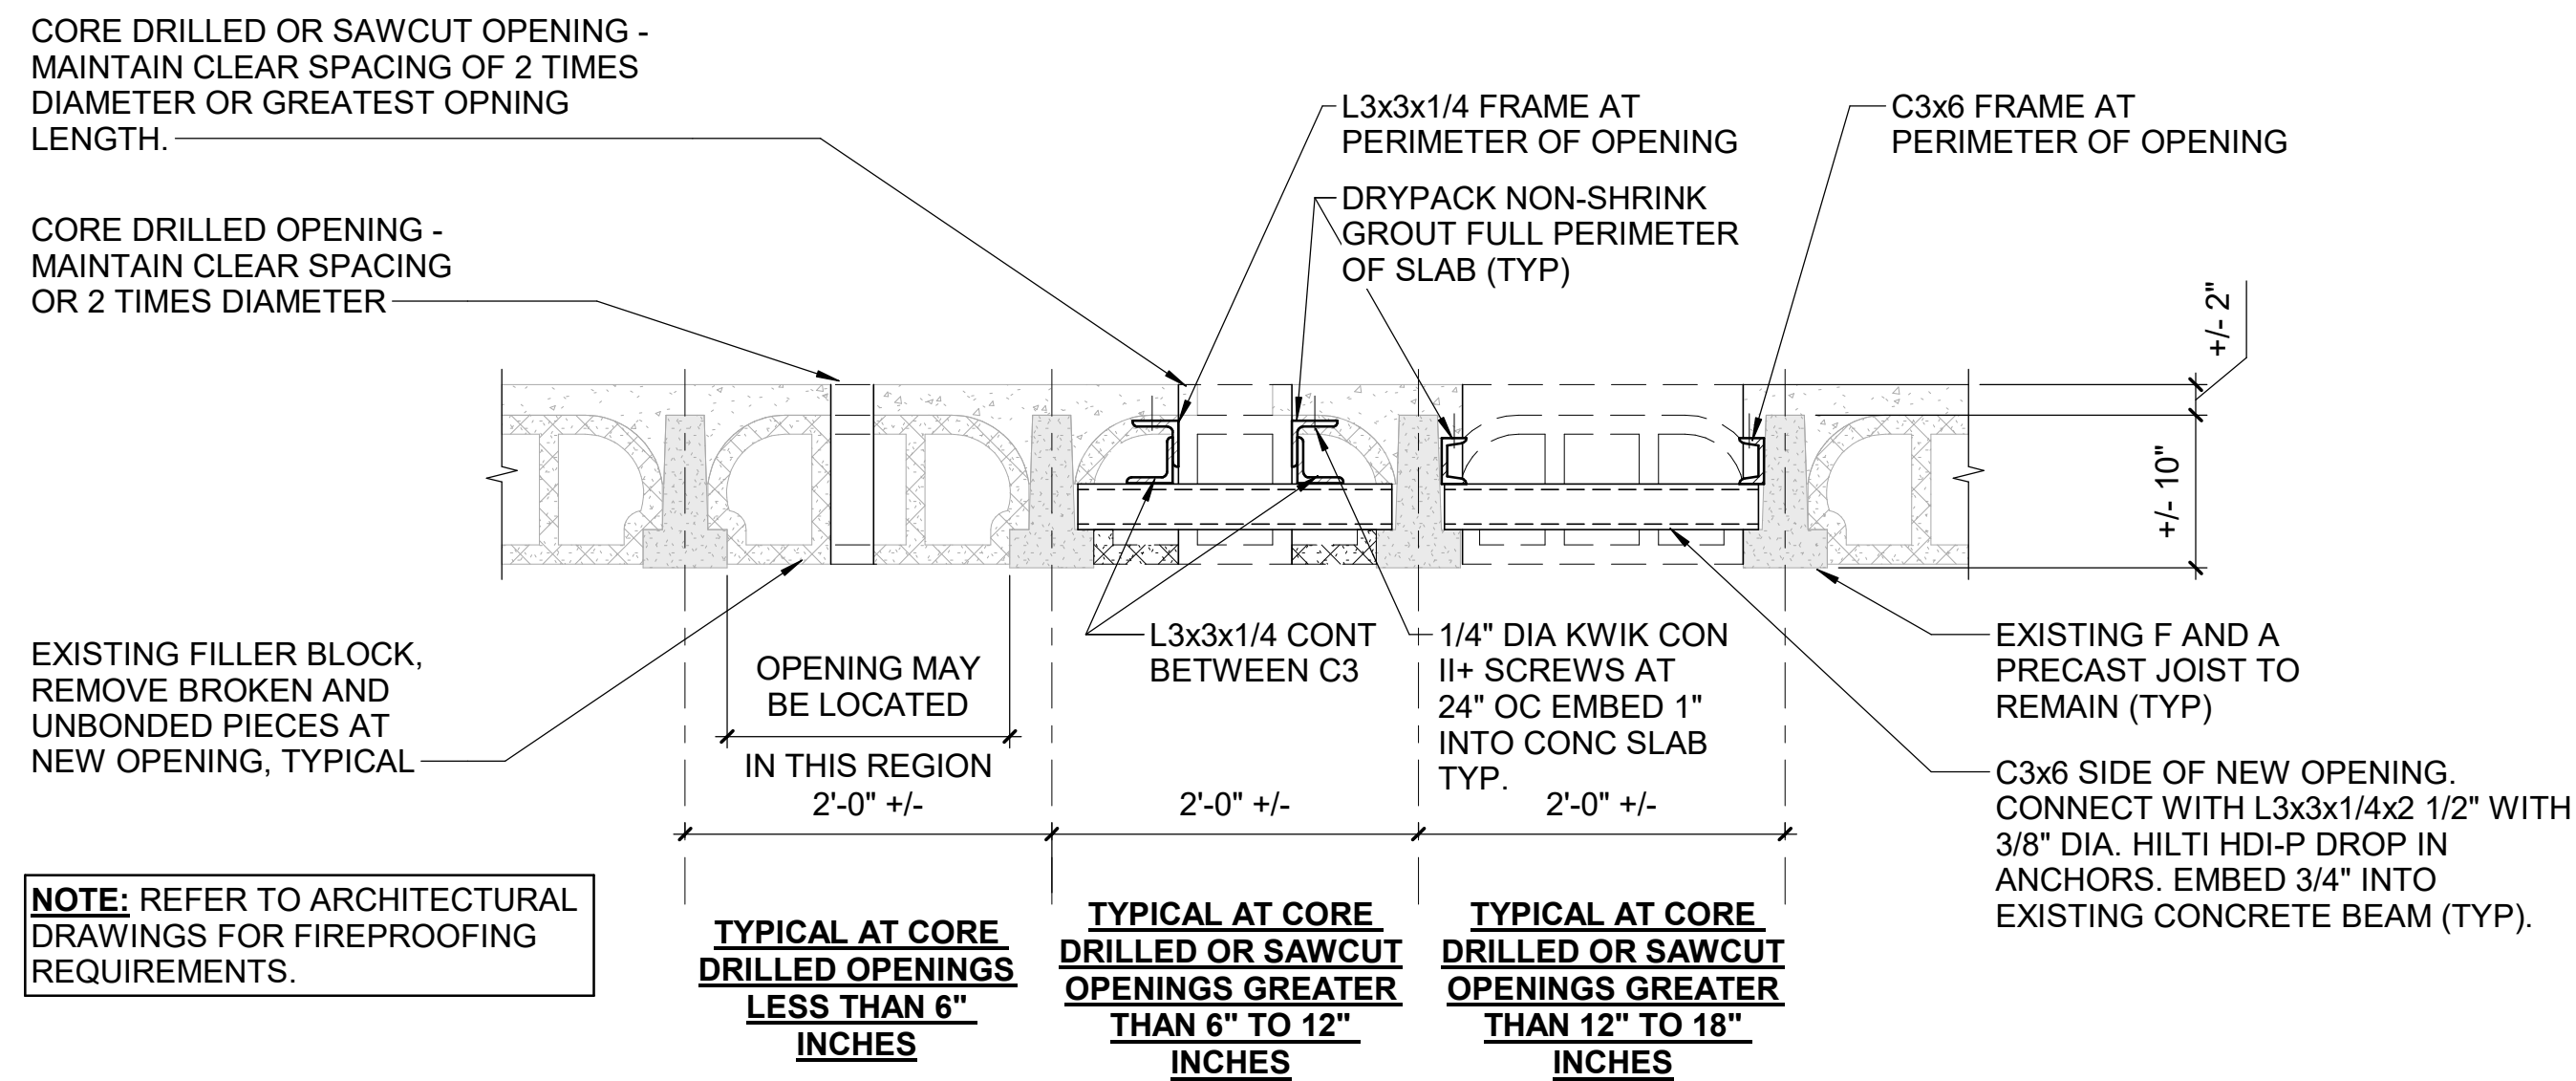 CORE DRILLED OR SAWCUT OPENING -
MAINTAIN CLEAR SPACING OF 2 TIMES
DIAMETER OR GREATEST OPNING
LENGTH.
CORE DRILLED OPENING -
MAINTAIN CLEAR SPACING
OR 2 TIMES DIAMETER
L3x3x1/4 FRAME AT
PERIMETER OF OPENING
DRYPACK NON-SHRINK
GROUT FULL PERIMETER
OF SLAB (TYP)
C3x6 FRAME AT
PERIMETER OF OPENING
+/- 2"
+/- 10"
EXISTING FILLER BLOCK,
REMOVE BROKEN AND
UNBONDED PIECES AT
NEW OPENING, TYPICAL
OPENING MAY
BE LOCATED
IN THIS REGION
2'-0" +/-
L3x3x1/4 CONT
BETWEEN C3
2'-0" +/-
1/4" DIA KWIK CON
II+ SCREWS AT
24" OC EMBED 1"
INTO CONC SLAB
TYP.
2'-0" +/-
EXISTING F AND A
PRECAST JOIST TO
REMAIN (TYP)
C3x6 SIDE OF NEW OPENING.
CONNECT WITH L3x3x1/4x2 1/2" WITH
3/8" DIA. HILTI HDI-P DROP IN
ANCHORS. EMBED 3/4" INTO
EXISTING CONCRETE BEAM (TYP).
NOTE: REFER TO ARCHITECTURAL
DRAWINGS FOR FIREPROOFING
REQUIREMENTS.
TYPICAL AT CORE
DRILLED OPENINGS
LESS THAN 6"
INCHES
TYPICAL AT CORE
DRILLED OR SAWCUT
OPENINGS GREATER
THAN 6" TO 12"
INCHES
TYPICAL AT CORE
DRILLED OR SAWCUT
OPENINGS GREATER
THAN 12" TO 18"
INCHES